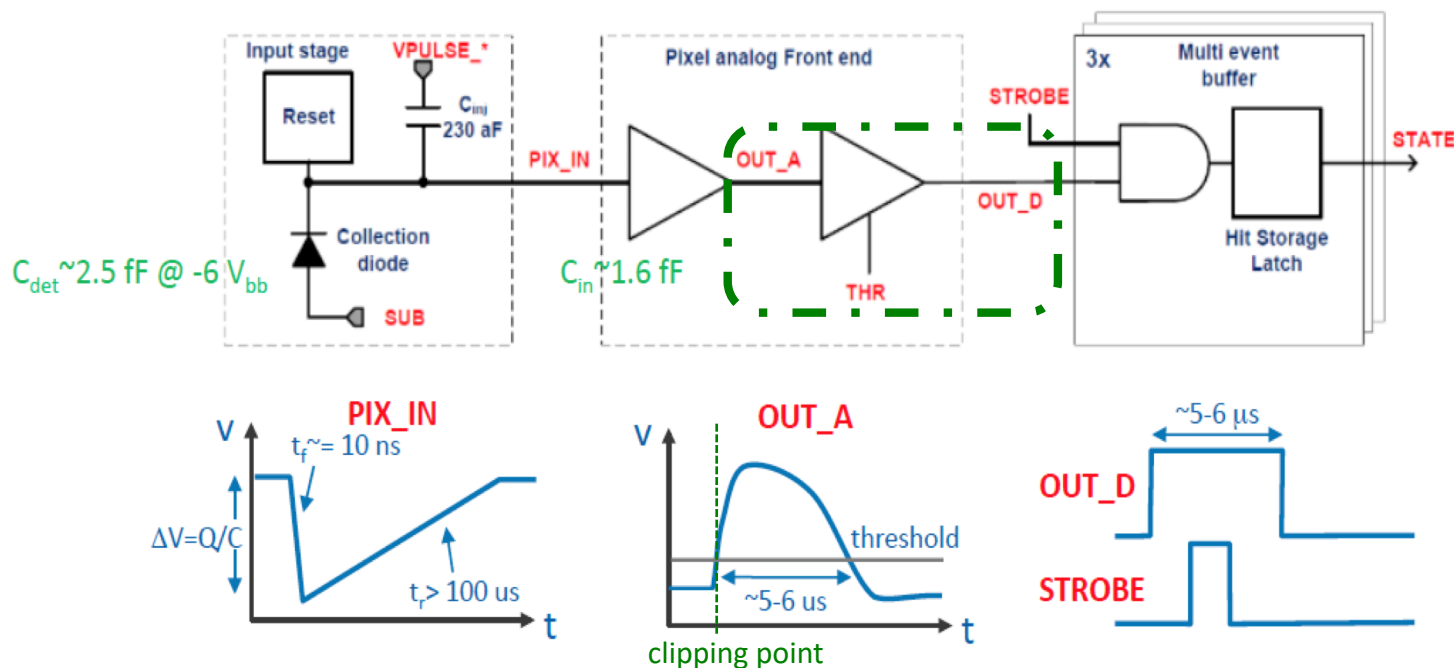 Input stage
VPULSE_*
Reset
C_inj
230 aF
PIX_IN
Collection
diode
C_det~2.5 fF @ -6 V_bb
SUB
Pixel analog Front end
OUT_A
C_in~1.6 fF
THR
OUT_D
3x
Multi event
buffer
STROBE
STATE
Hit Storage
Latch
PIX_IN
V
t_f~= 10 ns
ΔV=Q/C
t_r> 100 us
t
OUT_A
V
threshold
~5-6 us
t
clipping point
~5-6 μs
OUT_D
STROBE